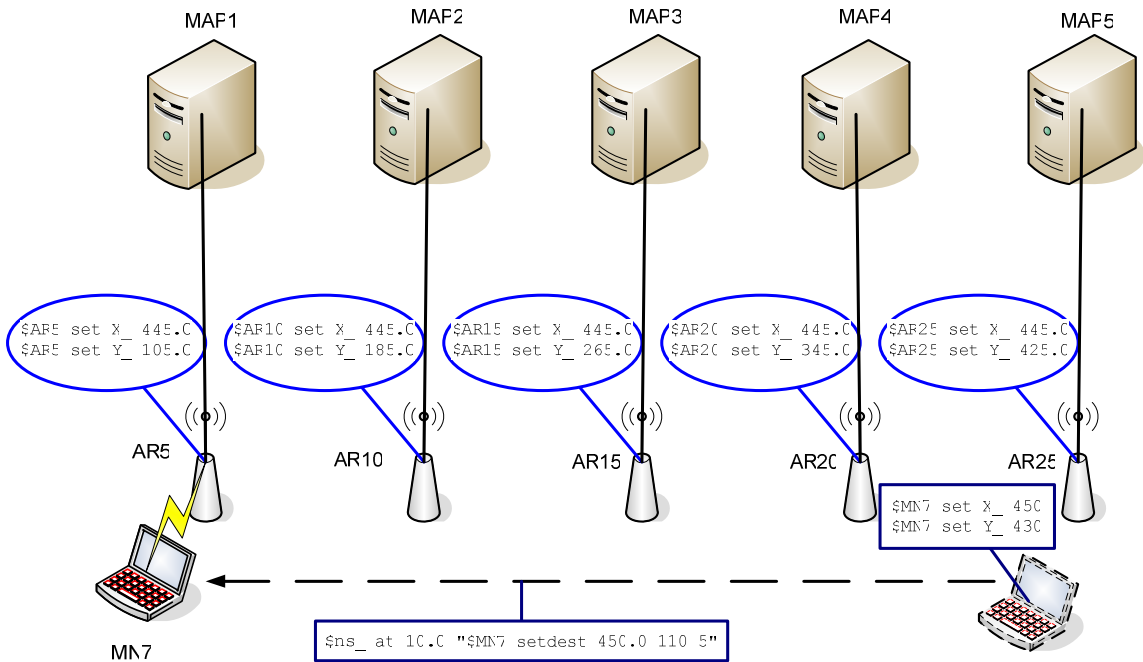 MAP1
MAP2
MAP3
MAP4
MAP5
$AR5 set X_ 445.0
$AR5 set Y_ 105.0
$AR10 set X_ 445.0
$AR10 set Y_ 185.0
$AR15 set X_ 445.0
$AR15 set Y_ 265.0
$AR20 set X_ 445.0
$AR20 set Y_ 345.0
$AR25 set X_ 445.0
$AR25 set Y_ 425.0
AR5
AR10
AR15
AR20
AR25
$MN7 set X_ 450
$MN7 set Y_ 430
$ns_ at 10.0 "$MN7 setdest 450.0 110 5"
MN7